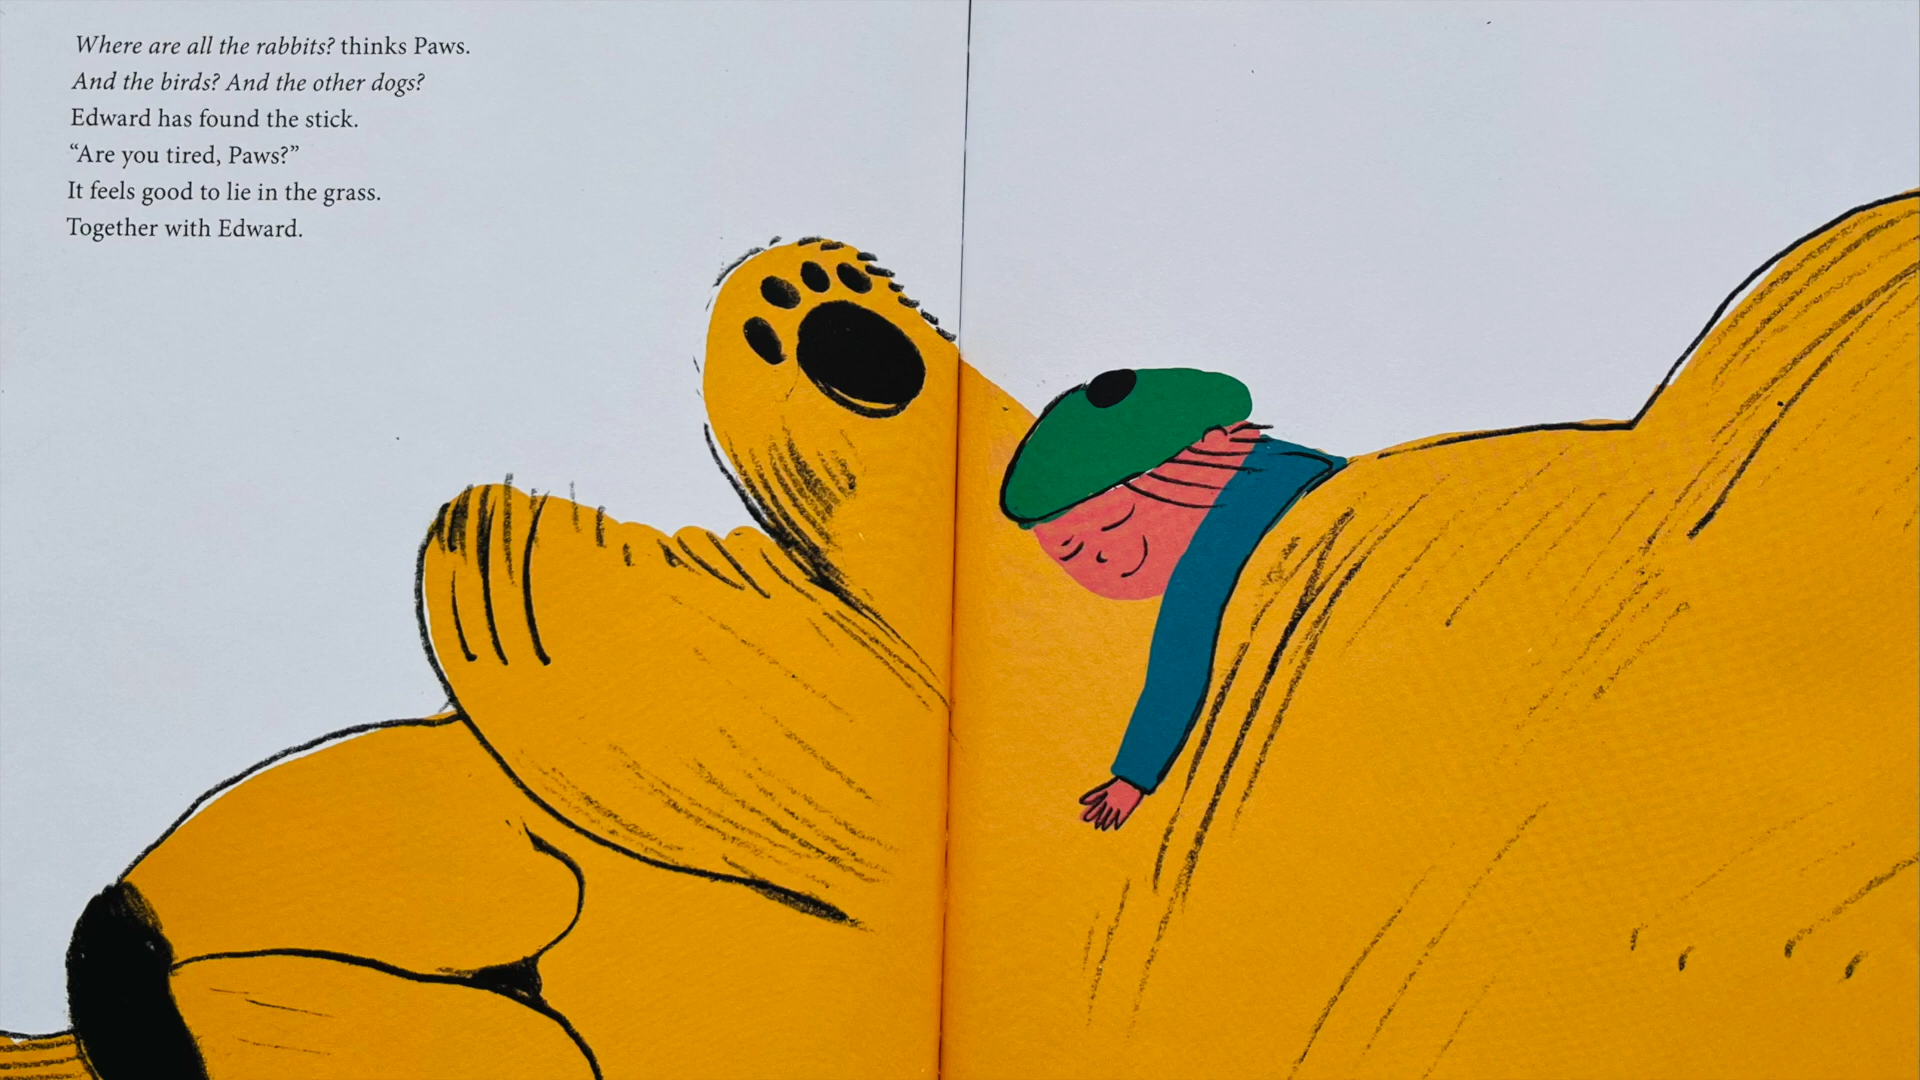 Where are all the rabbits? thinks Paws.
And the birds? And the other dogs?
Edward has found the stick.
“Are you tired, Paws?”
It feels good to lie in the grass.
Together with Edward.